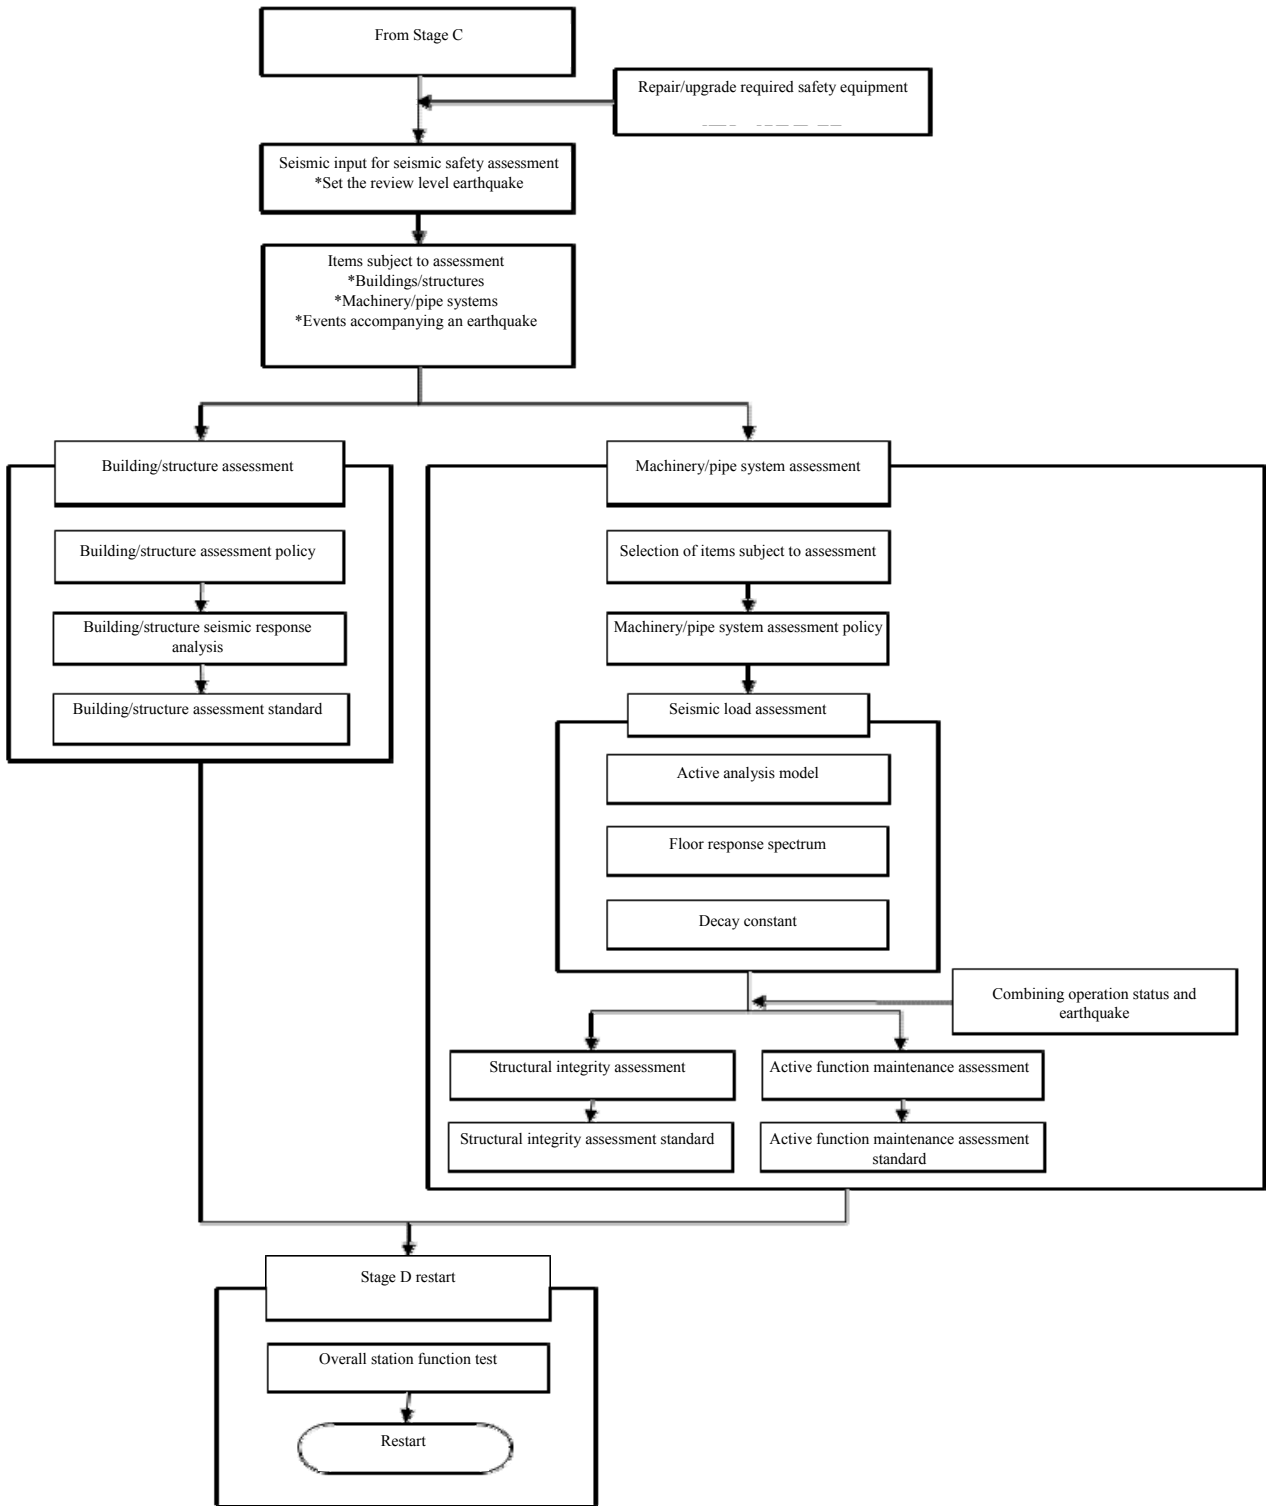 From Stage C
Repair/upgrade required safety equipment
Seismic input for seismic safety assessment
*Set the review level earthquake
Items subject to assessment
*Buildings/structures
*Machinery/pipe systems
*Events accompanying an earthquake
Building/structure assessment
Building/structure assessment policy
Building/structure seismic response
analysis
Building/structure assessment standard
Machinery/pipe system assessment
Selection of items subject to assessment
Machinery/pipe system assessment policy
Seismic load assessment
Active analysis model
Floor response spectrum
Decay constant
Combining operation status and
earthquake
Structural integrity assessment
Structural integrity assessment standard
Active function maintenance assessment
Active function maintenance assessment
standard
Stage D restart
Overall station function test
Restart